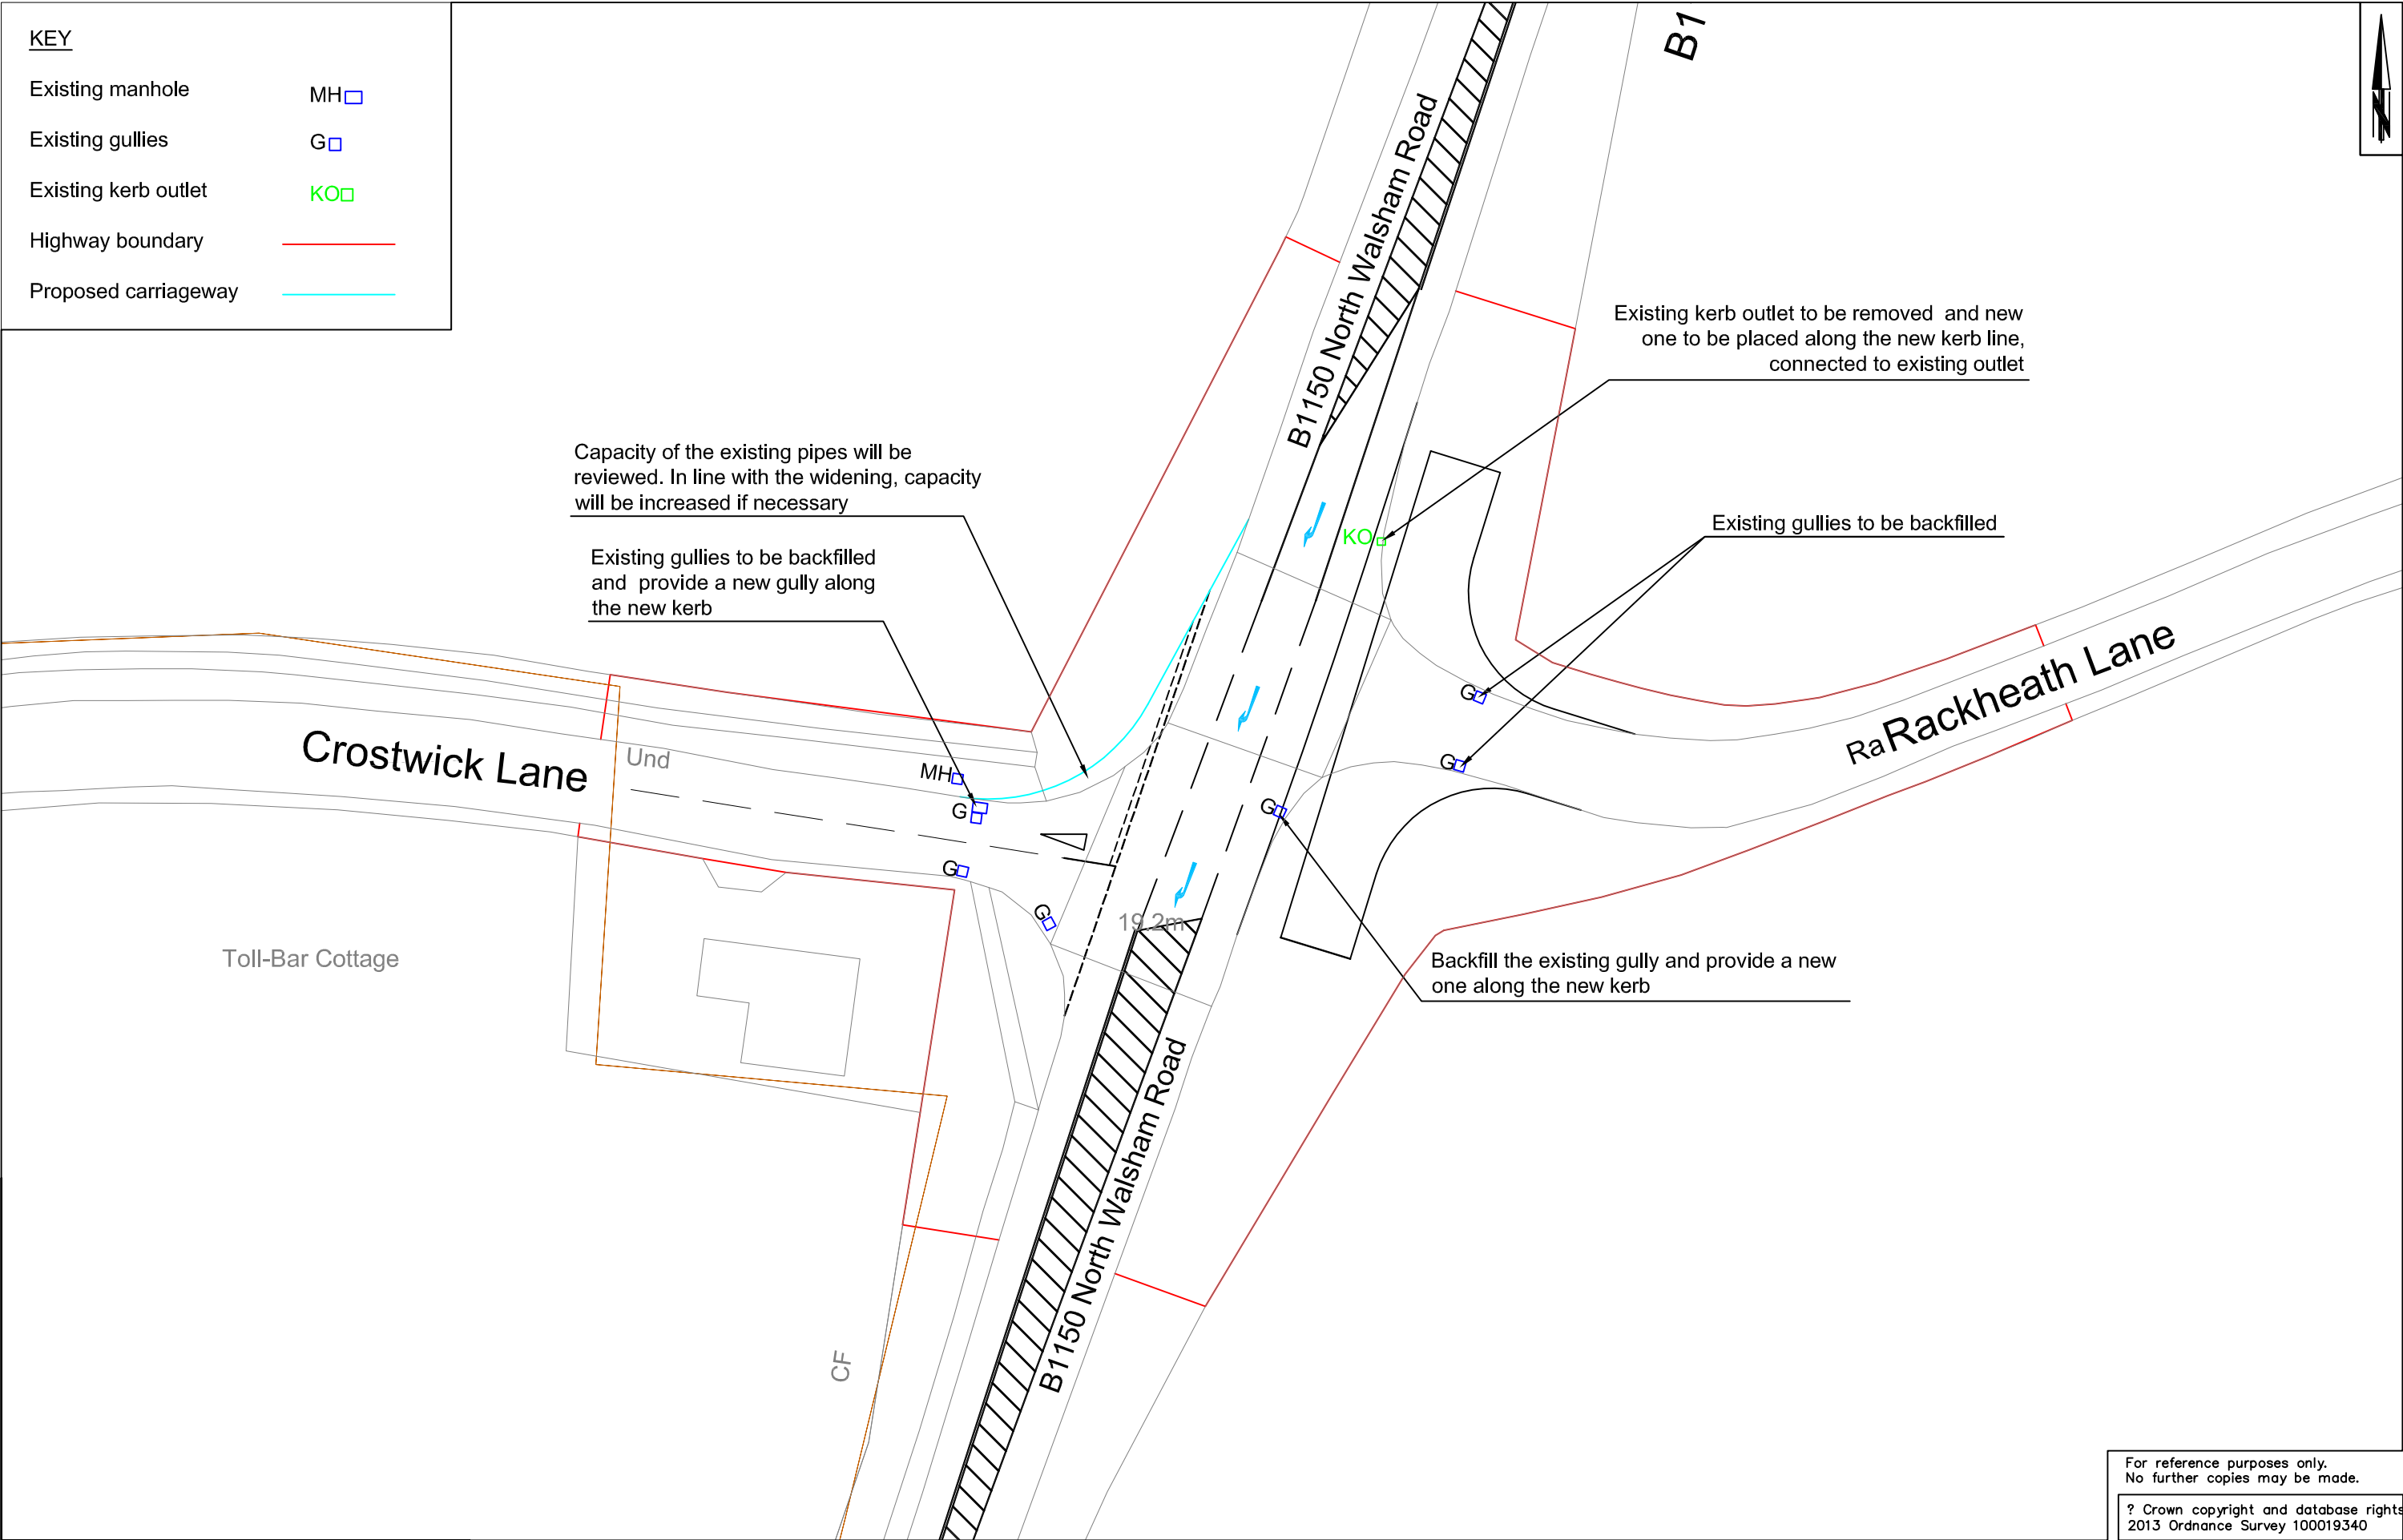 KEY
Existing manhole MH
Existing gullies G
Existing kerb outlet KO
Highway boundary
Proposed carriageway
B1
N
B1150 North Walsham Road
Existing kerb outlet to be removed and new
one to be placed along the new kerb line,
connected to existing outlet
Capacity of the existing pipes will be
reviewed. In line with the widening, capacity
will be increased if necessary
Existing gullies to be backfilled
and provide a new gully along
the new kerb
Existing gullies to be backfilled
KO
G
Ra Rackheath Lane
Crostwick Lane
Und
MH
G
G
G
G
G
19.2m
Toll-Bar Cottage
Backfill the existing gully and provide a new
one along the new kerb
B1150 North Walsham Road
CF
For reference purposes only.
No further copies may be made.
? Crown copyright and database rights
2013 Ordnance Survey 100019340